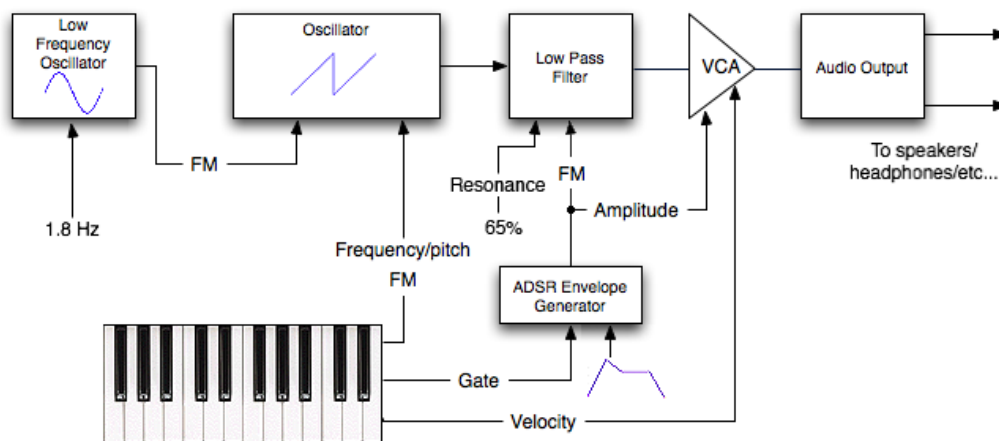 Low
Frequency
Oscillator
Oscillator
Low Pass
Filter
VCA
Audio Output
FM
Resonance
65%
FM
Amplitude
To speakers/
headphones/etc...
1.8 Hz
Frequency/pitch
FM
ADSR Envelope
Generator
Gate
Velocity